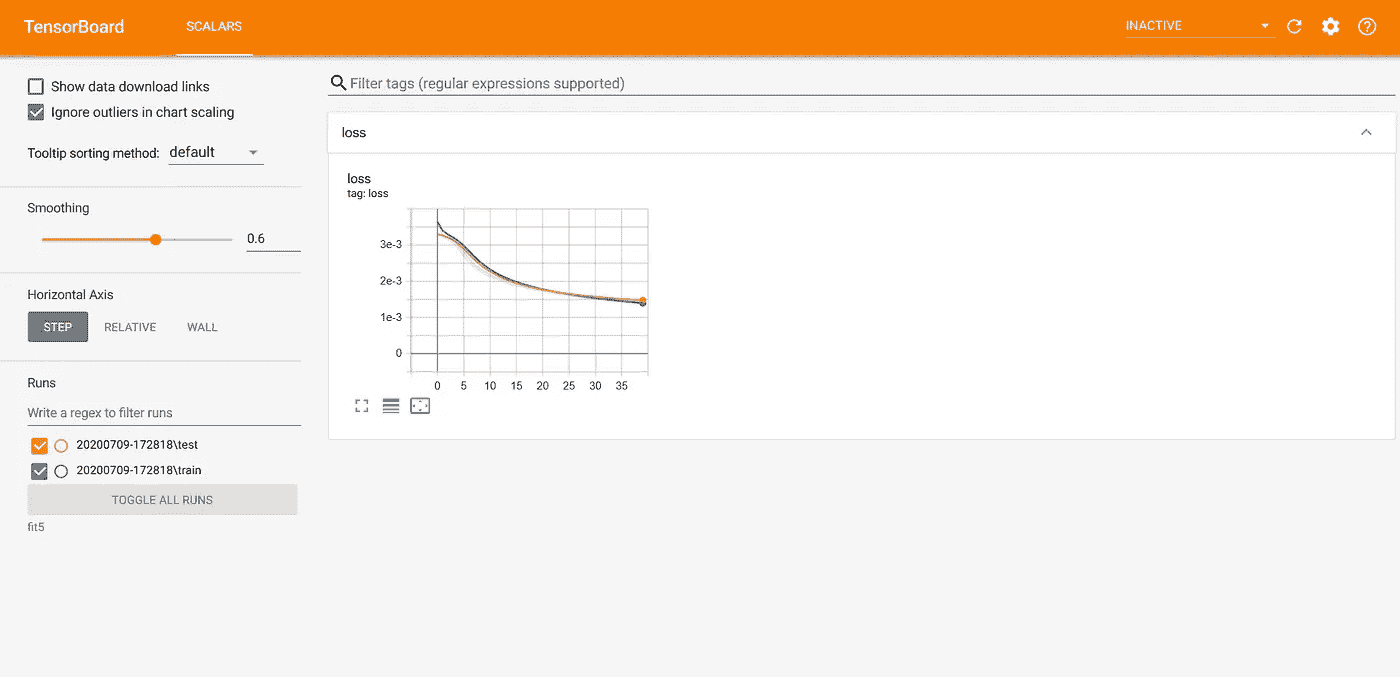 TensorBoard SCALARS INACTIVE
Show data download links
Ignore outliers in chart scaling
Tooltip sorting method: default
Smoothing
0.6
Horizontal Axis
STEP RELATIVE WALL
Runs
Write a regex to filter runs
20200709-172818\test
20200709-172818\train
TOGGLE ALL RUNS
fit5
Filter tags (regular expressions supported)
loss
loss
tag: loss
3e-3
2e-3
1e-3
0
0 5 10 15 20 25 30 35